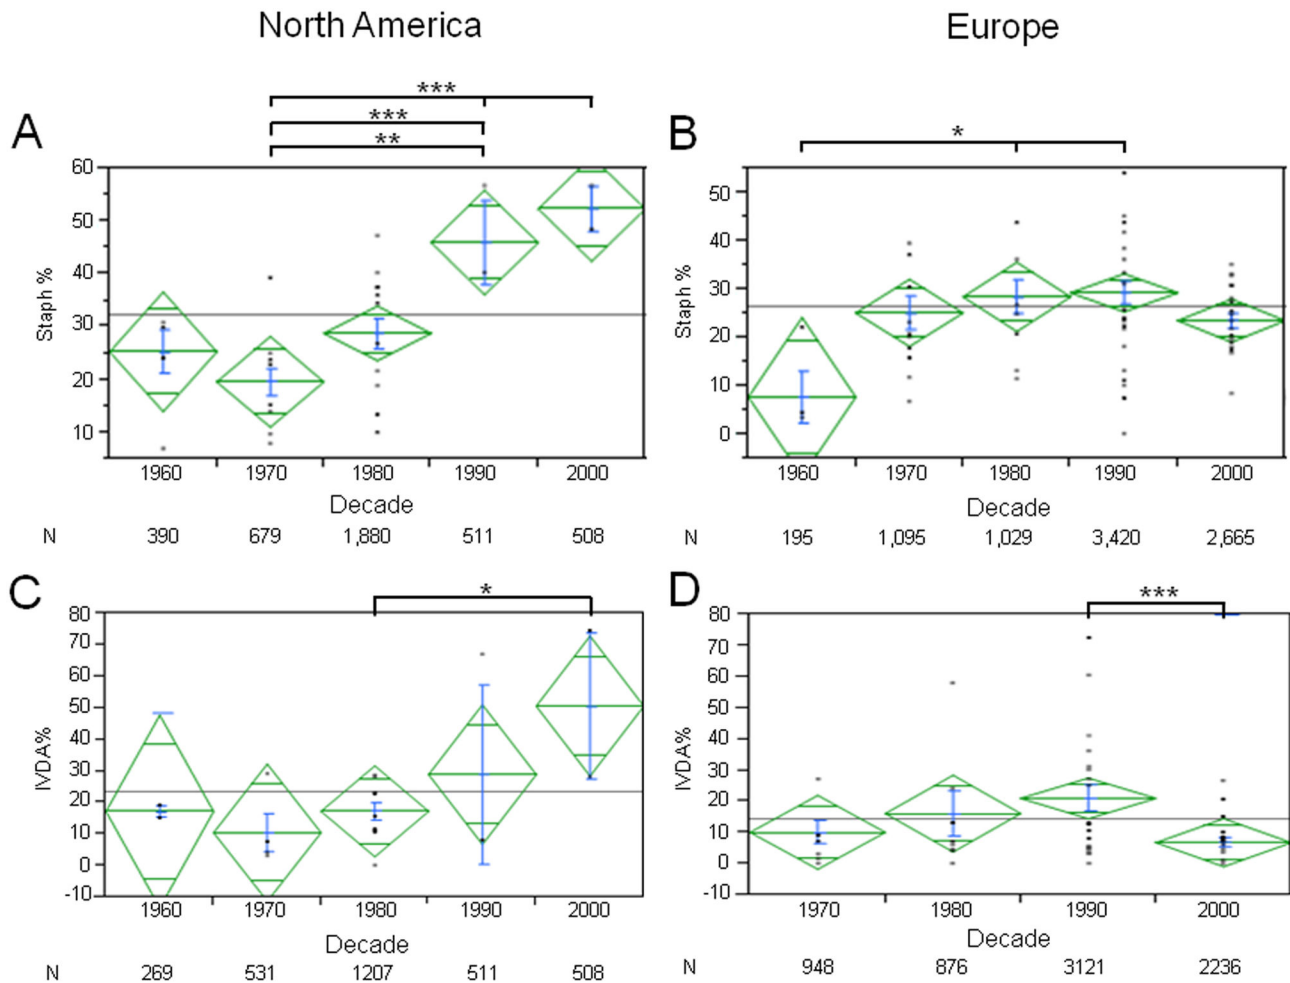 North America
Europe
***
***
**
A
Staph %
60
50
40
30
20
10
1960 1970 1980 1990 2000
Decade
N 390 679 1,880 511 508
*
B
Staph %
50
40
30
20
10
0
1960 1970 1980 1990 2000
Decade
N 195 1,095 1,029 3,420 2,665
*
C
IVDA%
80
70
60
50
40
30
20
10
0
-10
1960 1970 1980 1990 2000
Decade
N 269 531 1207 511 508
***
D
IVDA%
80
70
60
50
40
30
20
10
0
-10
1970 1980 1990 2000
Decade
N 948 876 3121 2236